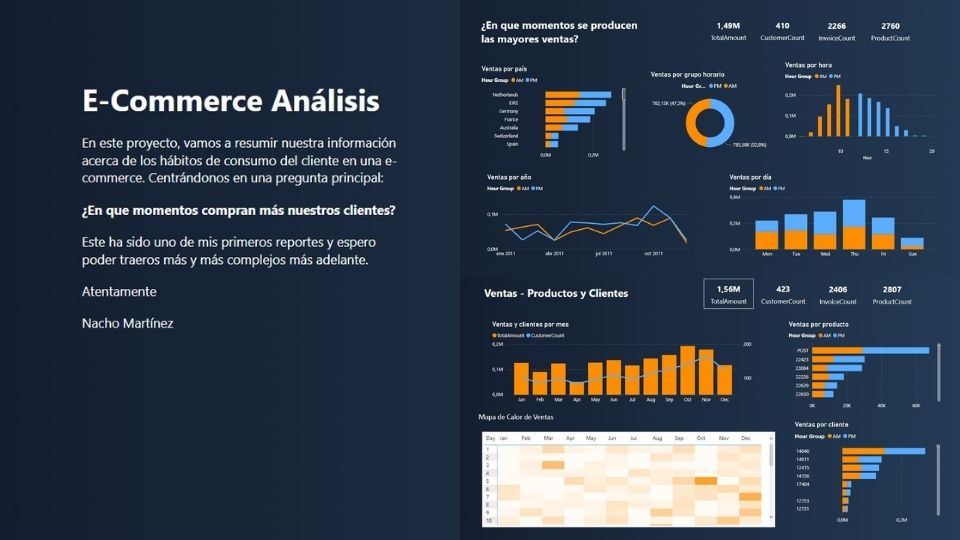 E-Commerce Análisis
En este proyecto, vamos a resumir nuestra información
acerca de los hábitos de consumo del cliente en una e-
commerce. Centrándonos en una pregunta principal:
¿En que momentos compran más nuestros clientes?
Este ha sido uno de mis primeros reportes y espero
poder traeros más y más complejos más adelante.
Atentamente
Nacho Martínez
¿En que momentos se producen
las mayores ventas?
1,49M
TotalAmount
410
CustomerCount
2266
InvoiceCount
2760
ProductCount
Ventas por país
Hour Group AM PM
Netherlands
EIRE
Germany
France
Australia
Switzerland
Spain
0,0M 0,2M
Ventas por grupo horario
Hour Gr... PM AM
702,15K (47,2%)
785,58K (52,8%)
Ventas por hora
Hour Group AM PM
0,2M
0,1M
0,0M
10 15 20
Hour
Ventas por año
Hour Group AM PM
0,1M
0,0M
ene 2011 abr 2011 jul 2011 oct 2011
Ventas por día
Hour Group AM PM
0,4M
0,2M
0,0M
Mon Tue Wed Thu Fri Sun
Ventas - Productos y Clientes
1,56M
TotalAmount
423
CustomerCount
2406
InvoiceCount
2807
ProductCount
Ventas y clientes por mes
TotalAmount CustomerCount
0,2M
0,1M
0,0M
200
100
Jan Feb Mar Apr May Jun Jul Aug Sep Oct Nov Dec
Mapa de Calor de Ventas
Day Jan Feb Mar Apr May Jun Jul Aug Sep Oct Nov Dec
1
2
3
4
5
6
7
8
9
10
Ventas por producto
Hour Group AM PM
POST
22423
23084
22326
22629
22630
0K 20K 40K 60K
Ventas por cliente
Hour Group AM PM
14646
14911
12415
14156
17404
12753
12731
0,0M 0,2M